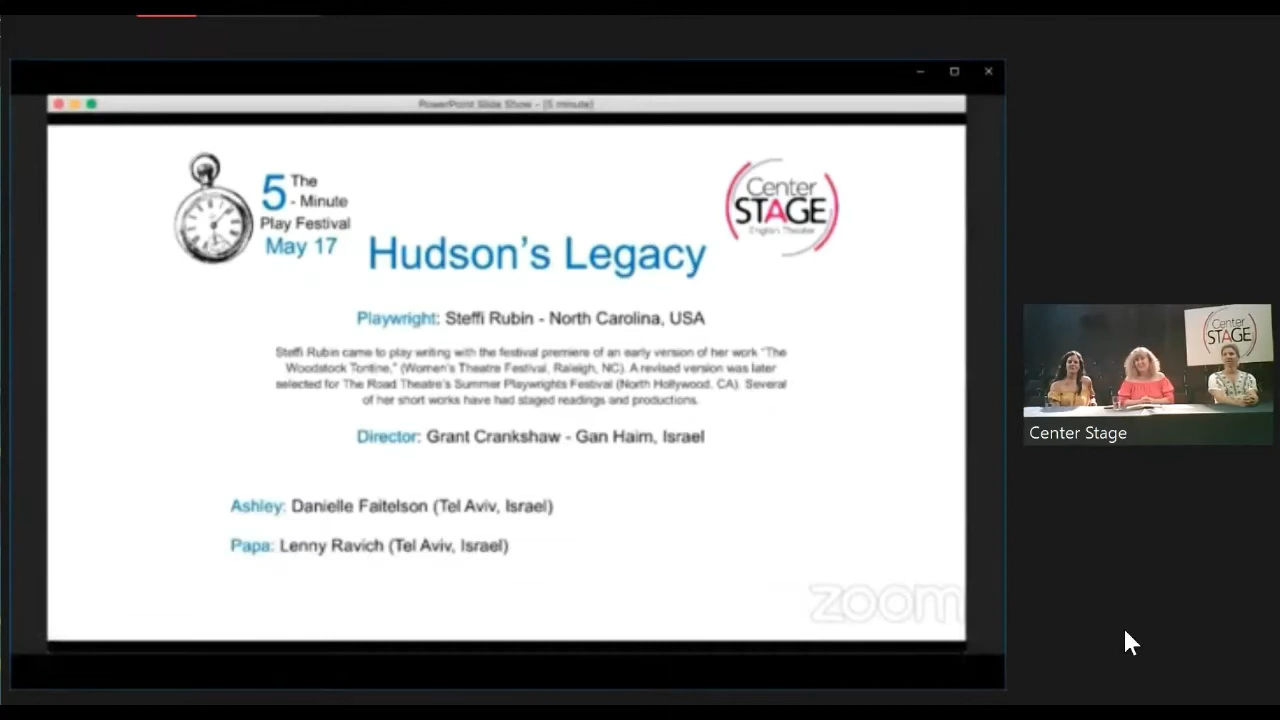 PowerPoint Slide Show - [5 minute]
5 The
- Minute
Play Festival
May 17
Center
STAGE
English Theater
Hudson's Legacy
Playwright: Steffi Rubin - North Carolina, USA
Steffi Rubin came to play writing with the festival premiere of an early version of her work "The
Woodstock Tontine," (Women's Theatre Festival, Raleigh, NC). A revised version was later
selected for The Road Theatre's Summer Playwrights Festival (North Hollywood, CA). Several
of her short works have had staged readings and productions.
Director: Grant Crankshaw - Gan Haim, Israel
Ashley: Danielle Faitelson (Tel Aviv, Israel)
Papa: Lenny Ravich (Tel Aviv, Israel)
zoom
Center
STAGE
Center Stage